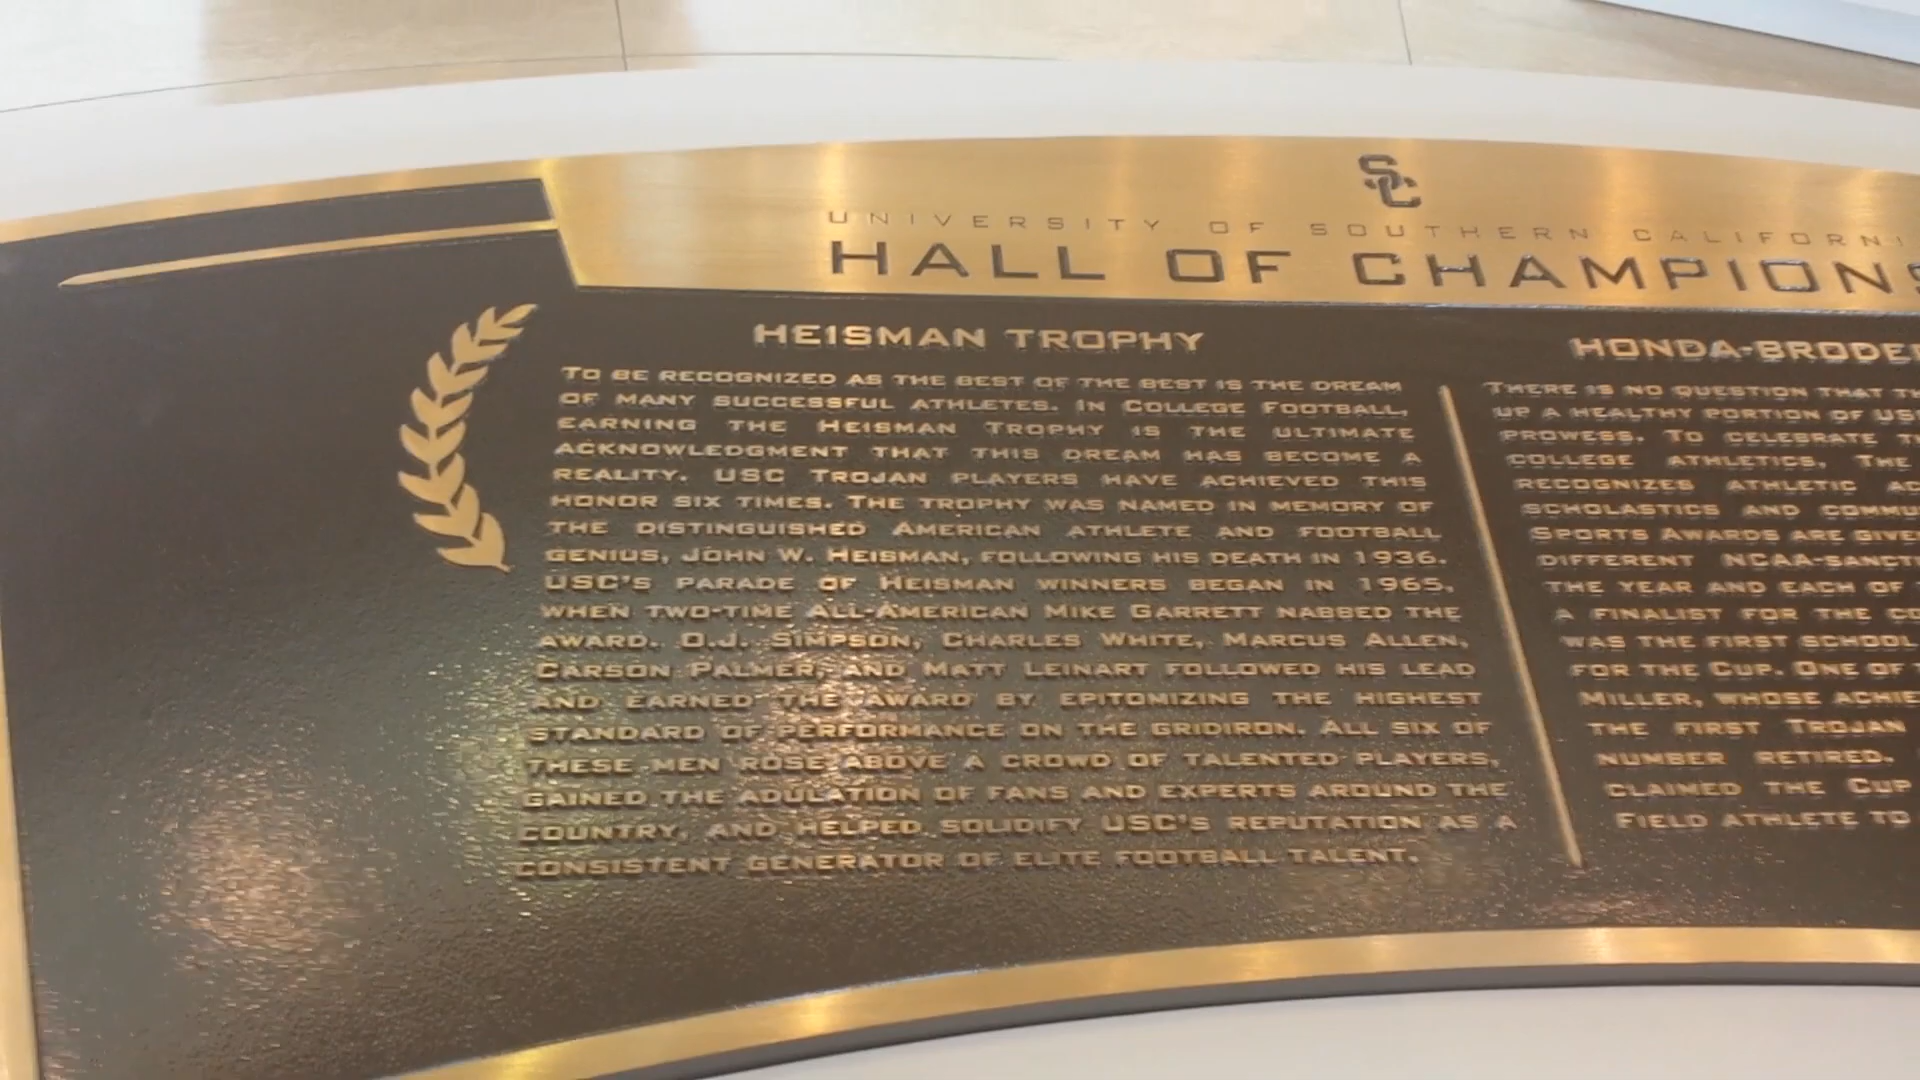 SC
UNIVERSITY OF SOUTHERN CALIFORNI
HALL OF CHAMPIONS
HEISMAN TROPHY
TO BE RECOGNIZED AS THE BEST OF THE BEST IS THE DREAM
OF MANY SUCCESSFUL ATHLETES. IN COLLEGE FOOTBALL,
EARNING THE HEISMAN TROPHY IS THE ULTIMATE
ACKNOWLEDGMENT THAT THIS DREAM HAS BECOME A
REALITY. USC TROJAN PLAYERS HAVE ACHIEVED THIS
HONOR SIX TIMES. THE TROPHY WAS NAMED IN MEMORY OF
THE DISTINGUISHED AMERICAN ATHLETE AND FOOTBALL
GENIUS, JOHN W. HEISMAN, FOLLOWING HIS DEATH IN 1936.
USC'S PARADE OF HEISMAN WINNERS BEGAN IN 1965,
WHEN TWO-TIME ALL-AMERICAN MIKE GARRETT NABBED THE
AWARD. O.J. SIMPSON, CHARLES WHITE, MARCUS ALLEN,
CARSON PALMER, AND MATT LEINART FOLLOWED HIS LEAD
AND EARNED THE AWARD BY EPITOMIZING THE HIGHEST
STANDARD OF PERFORMANCE ON THE GRIDIRON. ALL SIX OF
THESE MEN ROSE ABOVE A CROWD OF TALENTED PLAYERS,
GAINED THE ADULATION OF FANS AND EXPERTS AROUND THE
COUNTRY, AND HELPED SOLIDIFY USC'S REPUTATION AS A
CONSISTENT GENERATOR OF ELITE FOOTBALL TALENT.
HONDA-BRODE
THERE IS NO QUESTION THAT
UP A HEALTHY PORTION OF
PROWESS. TO CELEBRATE
COLLEGE ATHLETICS, THE
RECOGNIZES ATHLETIC
SCHOLASTICS AND
SPORTS AWARDS ARE
DIFFERENT
THE YEAR AND EACH OF
A FINALIST FOR THE
WAS THE FIRST SCHOOL
FOR THE CUP. ONE OF
MILLER, WHOSE
THE FIRST TROJAN
NUMBER RETIRED.
CLAIMED THE CUP
FIELD ATHLETE TO